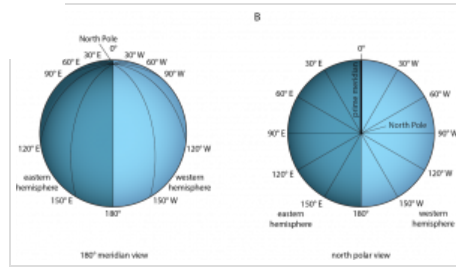 B
North Pole
0°
30° E
30° W
60° E
60° W
90° E
90° W
120° E
120° W
eastern
hemisphere
western
hemisphere
150° E
150° W
180°
180° meridian view
0°
30° E
30° W
60° E
60° W
prime meridian
North Pole
90° E
90° W
120° E
120° W
150° E
150° W
180°
eastern
hemisphere
western
hemisphere
north polar view